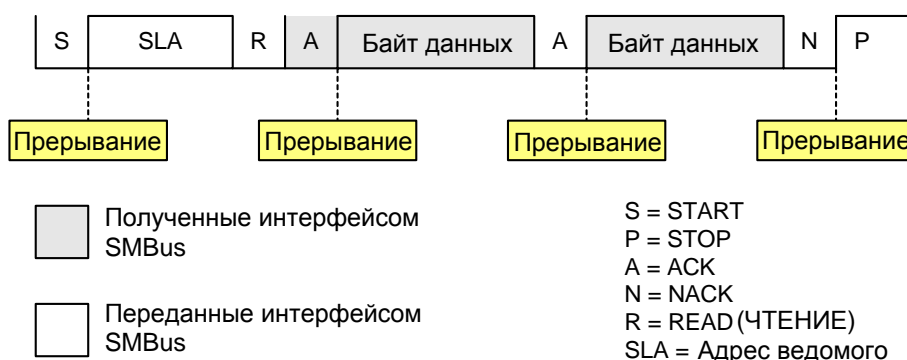 S SLA R A Байт данных A Байт данных N P
Прерывание Прерывание Прерывание Прерывание
Полученные интерфейсом
SMBus
Переданные интерфейсом
SMBus
S = START
P = STOP
A = ACK
N = NACK
R = READ (ЧТЕНИЕ)
SLA = Адрес ведомого